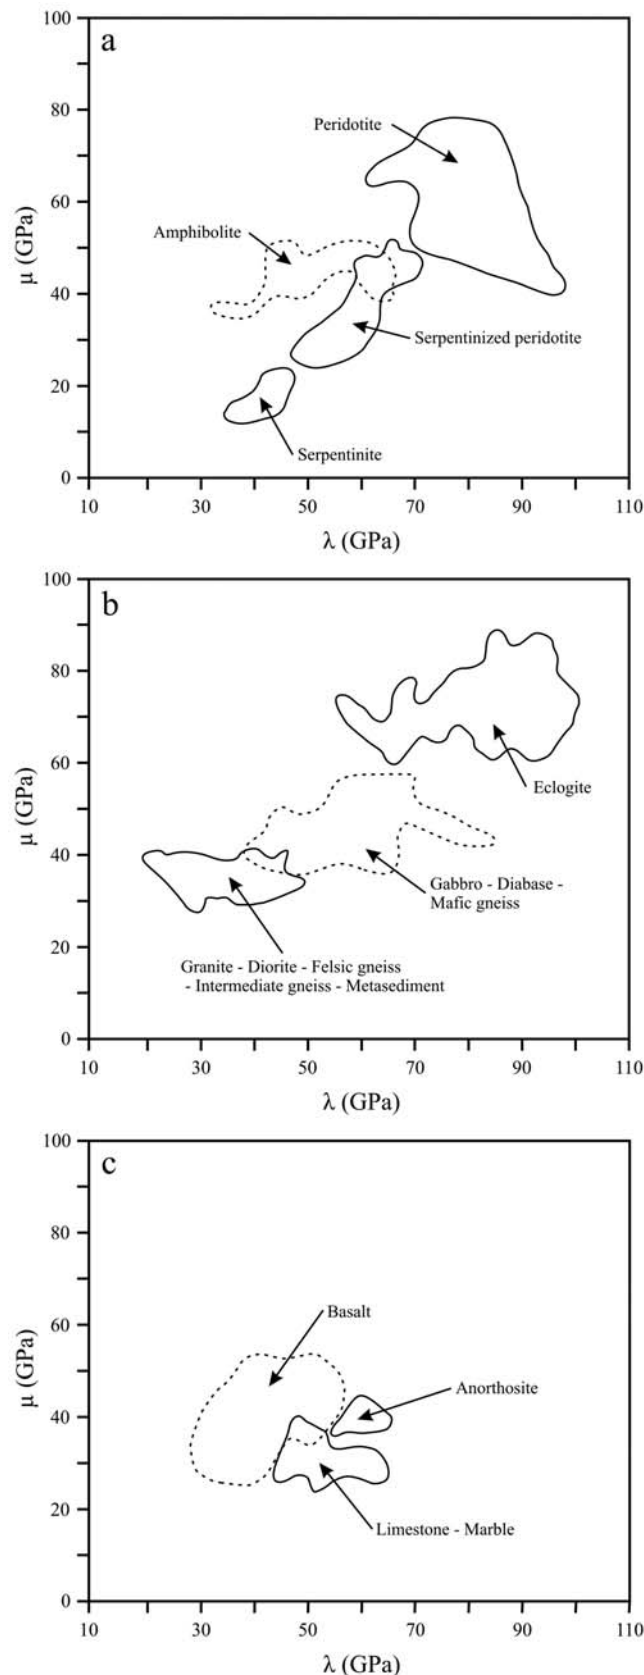 a
100
80
60
40
20
0
μ (GPa)
Peridotite
Amphibolite
Serpentinized peridotite
Serpentinite
10 30 50 70 90 110
λ (GPa)
b
100
80
60
40
20
0
μ (GPa)
Eclogite
Gabbro - Diabase -
Mafic gneiss
Granite - Diorite - Felsic gneiss
- Intermediate gneiss - Metasediment
10 30 50 70 90 110
λ (GPa)
c
100
80
60
40
20
0
μ (GPa)
Basalt
Anorthosite
Limestone - Marble
10 30 50 70 90 110
λ (GPa)